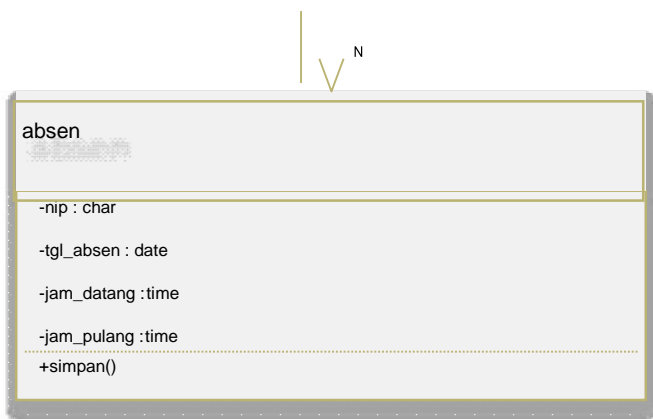 N
absen
-nip : char
-tgl_absen : date
-jam_datang :time
-jam_pulang :time
+simpan()